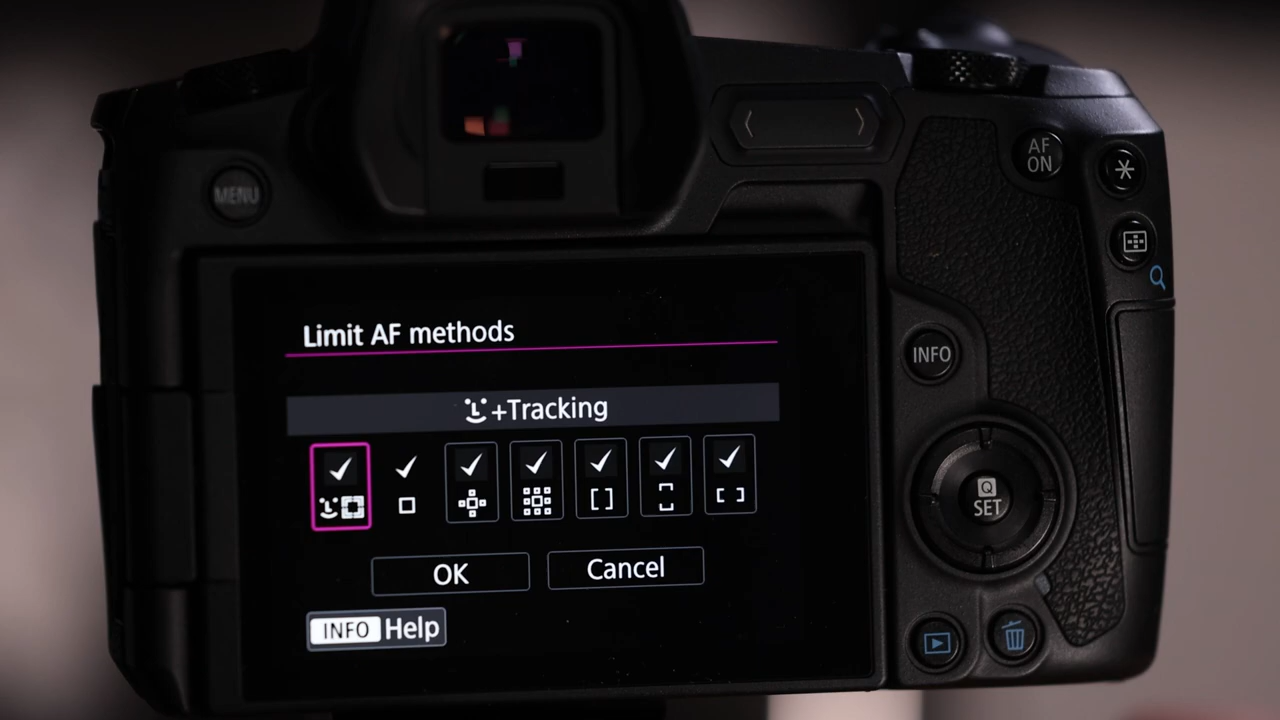 MENU
AF
ON
INFO
Q
SET
Limit AF methods
+Tracking
OK
Cancel
INFO Help